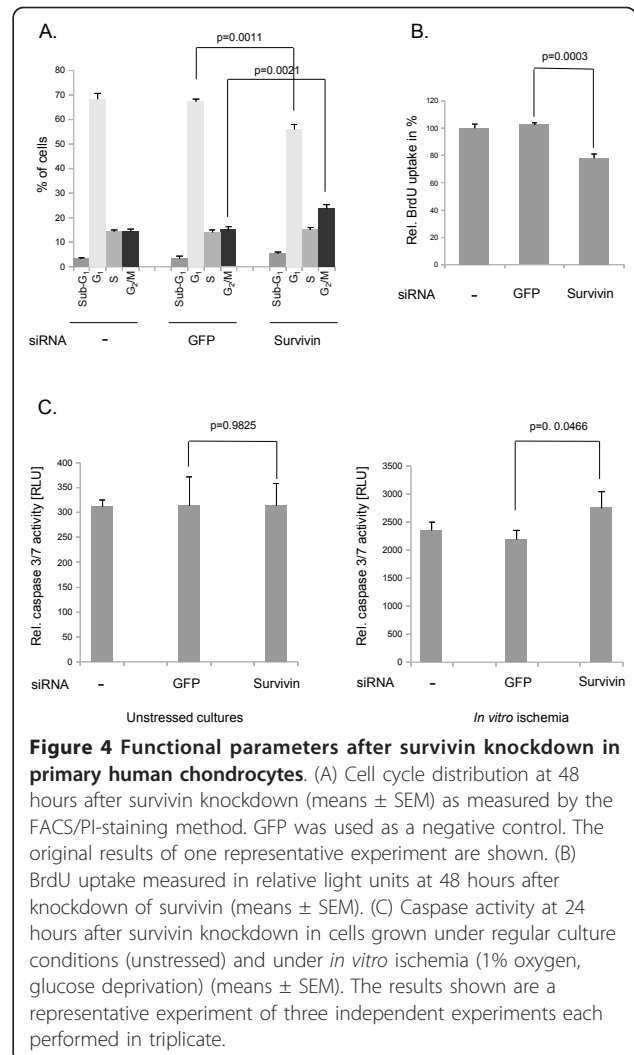 A.
p=0.0011
p=0.0021
% of cells
80
70
60
50
40
30
20
10
0
Sub-G1 G1 S G2/M Sub-G1 G1 S G2/M Sub-G1 G1 S G2/M
siRNA - GFP Survivin
B.
p=0.0003
Rel. BrdU uptake in %
120
100
80
60
40
20
0
siRNA - GFP Survivin
C.
p=0.9825
Rel. caspase 3/7 activity [RLU]
400
350
300
250
200
150
100
50
0
siRNA - GFP Survivin
Unstressed cultures
p=0. 0.0466
Rel. caspase 3/7 activity [RLU]
3500
3000
2500
2000
1500
1000
500
0
siRNA - GFP Survivin
In vitro ischemia
Figure 4 Functional parameters after survivin knockdown in
primary human chondrocytes. (A) Cell cycle distribution at 48
hours after survivin knockdown (means ± SEM) as measured by the
FACS/PI-staining method. GFP was used as a negative control. The
original results of one representative experiment are shown. (B)
BrdU uptake measured in relative light units at 48 hours after
knockdown of survivin (means ± SEM). (C) Caspase activity at 24
hours after survivin knockdown in cells grown under regular culture
conditions (unstressed) and under in vitro ischemia (1% oxygen,
glucose deprivation) (means ± SEM). The results shown are a
representative experiment of three independent experiments each
performed in triplicate.